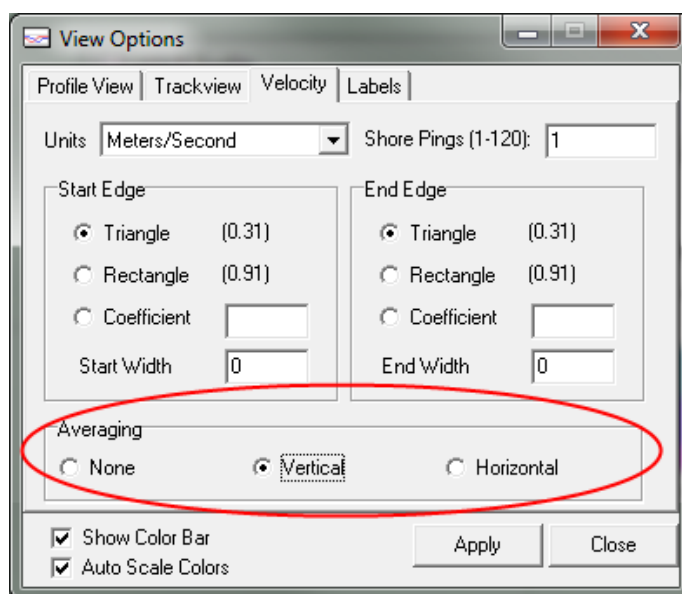 View Options
Profile View Trackview Velocity Labels
Units Meters/Second Shore Pings (1-120): 1
Start Edge End Edge
Triangle (0.31) Triangle (0.31)
Rectangle (0.91) Rectangle (0.91)
Coefficient Coefficient
Start Width 0 End Width 0
Averaging
None Vertical Horizontal
Show Color Bar Apply Close
Auto Scale Colors